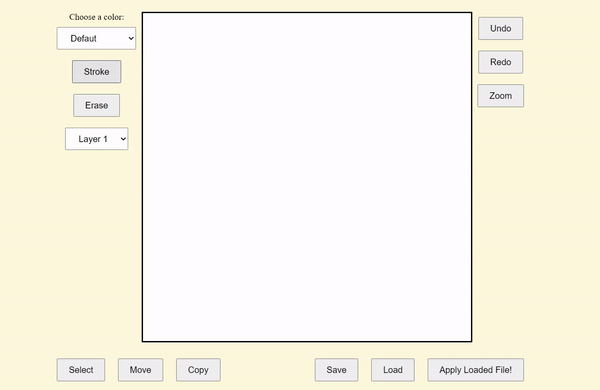 Choose a color:
Defaut
Stroke
Erase
Layer 1
Undo
Redo
Zoom
Select
Move
Copy
Save
Load
Apply Loaded File!